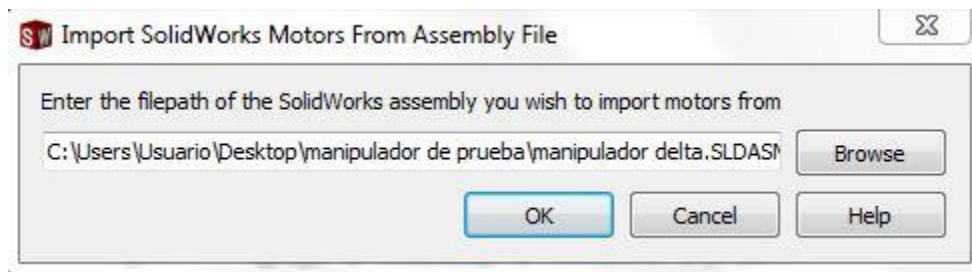 SW Import SolidWorks Motors From Assembly File
Enter the filepath of the SolidWorks assembly you wish to import motors from
C:\Users\Usuario\Desktop\manipulador de prueba\manipulador delta.SLDASM Browse
OK Cancel Help